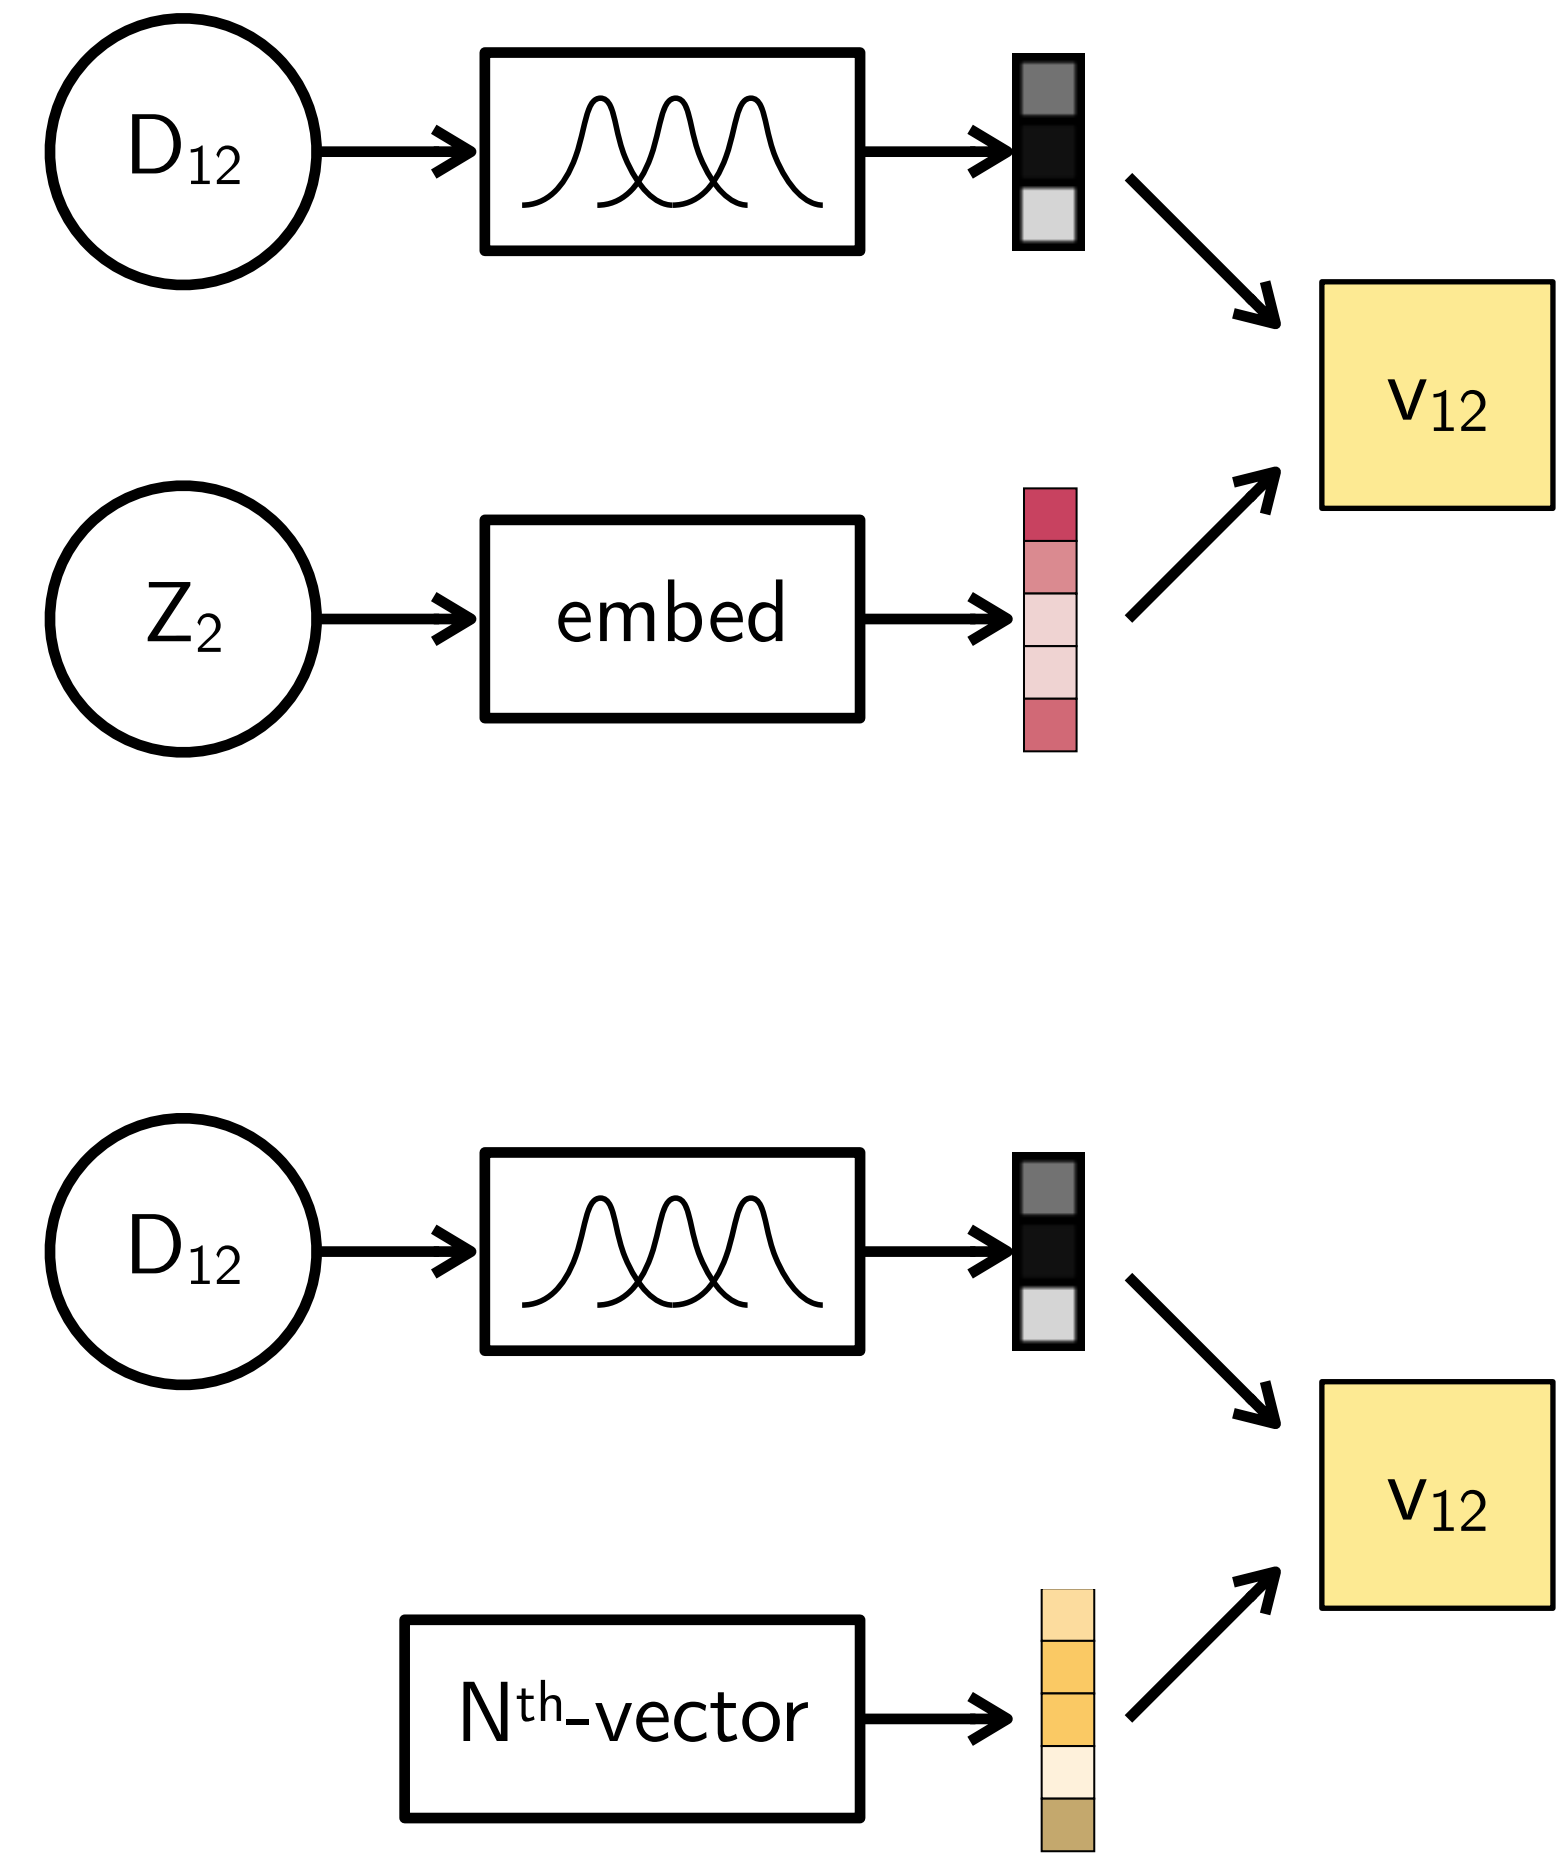 D₁₂
v₁₂
Z₂
embed
D₁₂
v₁₂
Nᵗʰ-vector